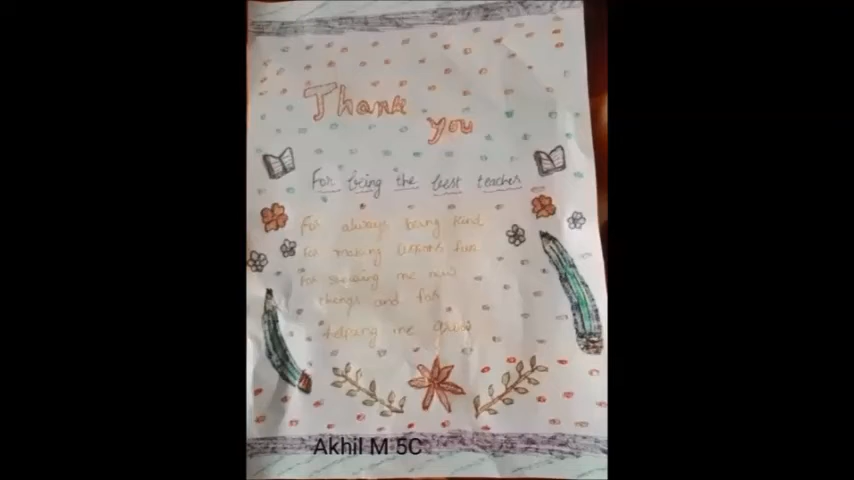 Thank
you
For being the best teacher
For always being kind
For making lessons fun
For showing me new
things and for
helping me grow
Akhil M 5C